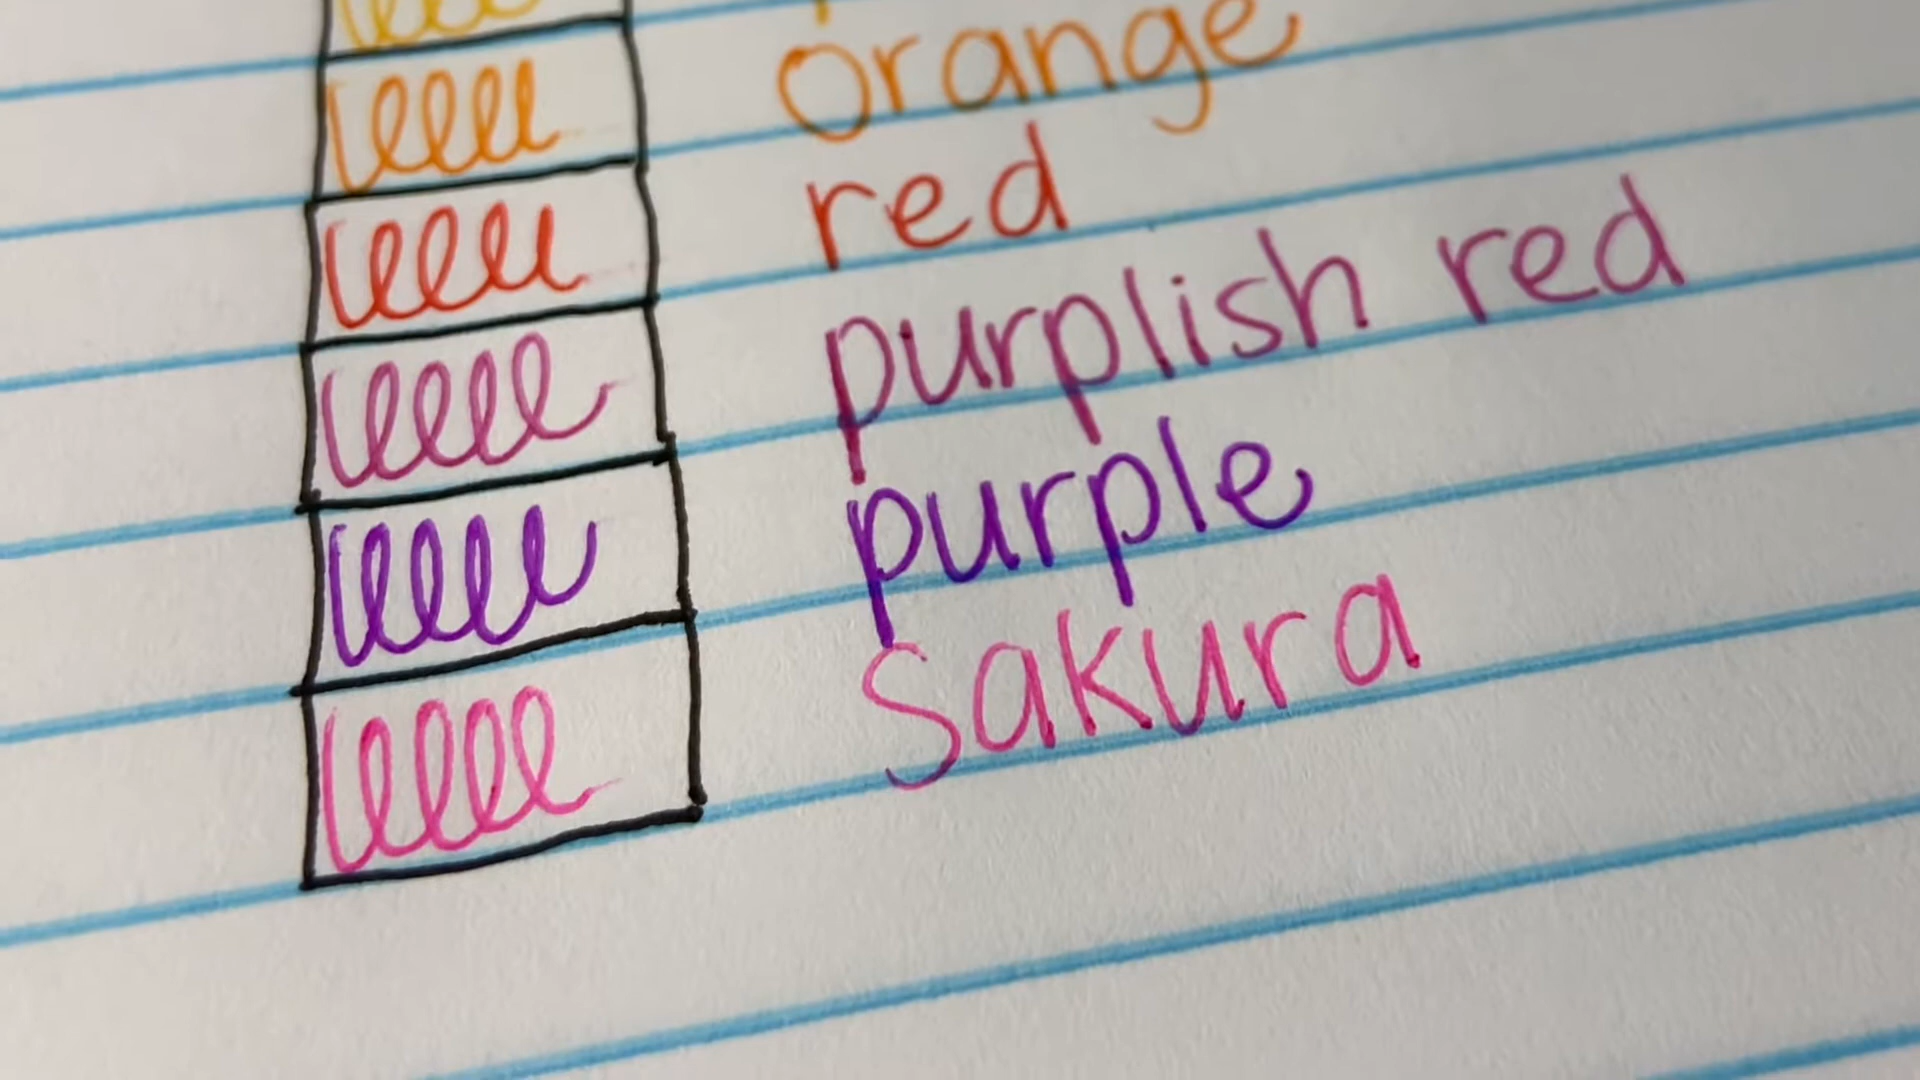 orange
red
purplish red
purple
sakura